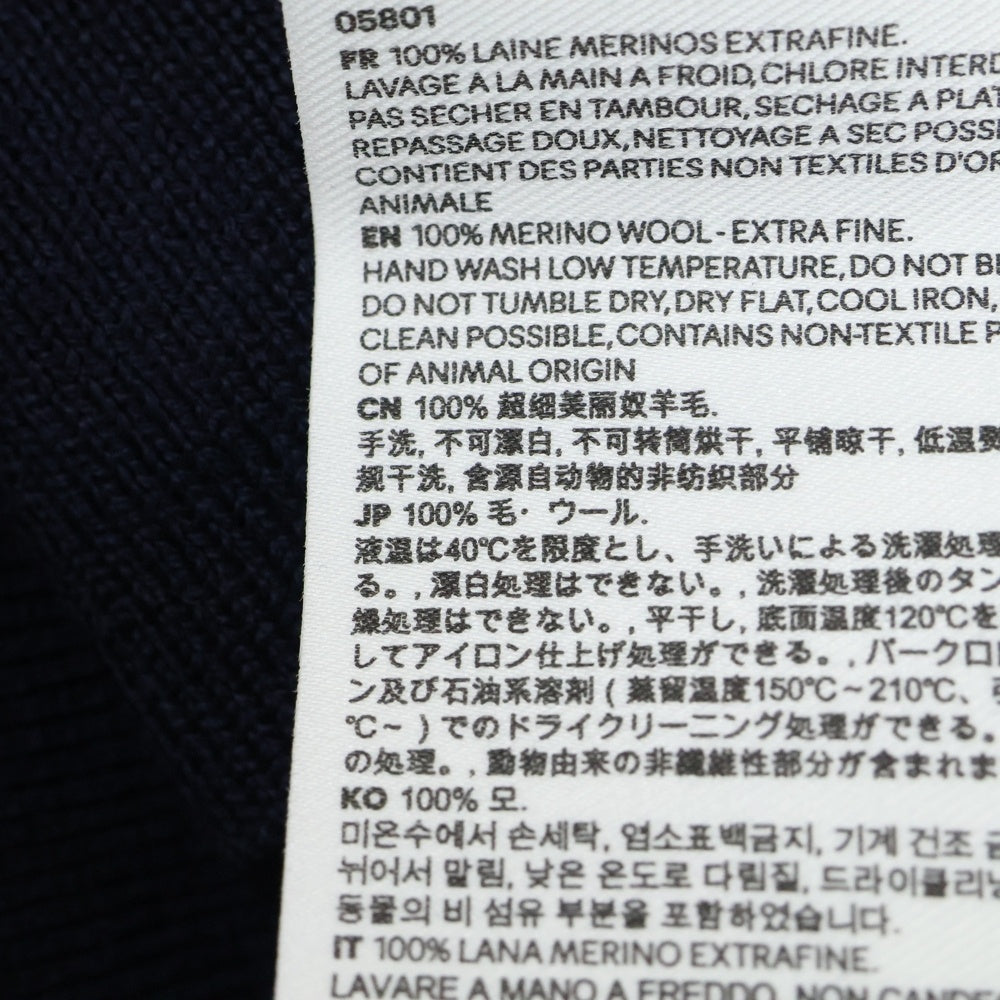 05801
FR 100% LAINE MERINOS EXTRAFINE.
LAVAGE A LA MAIN A FROID, CHLORE INTERD
PAS SECHER EN TAMBOUR, SECHAGE A PLAT
REPASSAGE DOUX, NETTOYAGE A SEC POSSI
CONTIENT DES PARTIES NON TEXTILES D'OR
ANIMALE
EN 100% MERINO WOOL - EXTRA FINE.
HAND WASH LOW TEMPERATURE, DO NOT BL
DO NOT TUMBLE DRY, DRY FLAT, COOL IRON,
CLEAN POSSIBLE, CONTAINS NON-TEXTILE P
OF ANIMAL ORIGIN
CN 100% 超细美丽奴羊毛.
手洗, 不可漂白, 不可转筒烘干, 平铺晾干, 低温熨
规干洗, 含源自动物的非纺织部分
JP 100% 毛・ウール.
液温は40℃を限度とし、手洗いによる洗濯処理
る。, 漂白処理はできない。, 洗濯処理後のタン
燥処理はできない。, 平干し, 底面温度120℃を
してアイロン仕上げ処理ができる。, パークロロ
ン及び石油系溶剤 ( 蒸留温度150℃～210℃、引
℃～ ) でのドライクリーニング処理ができる。
の処理。, 動物由来の非繊維性部分が含まれま
KO 100% 모.
미온수에서 손세탁, 염소표백금지, 기계 건조 금
뉘어서 말림, 낮은 온도로 다림질, 드라이클리닝
동물의 비 섬유 부분을 포함하였습니다.
IT 100% LANA MERINO EXTRAFINE.
LAVARE A MANO A FREDDO, NON CANDE